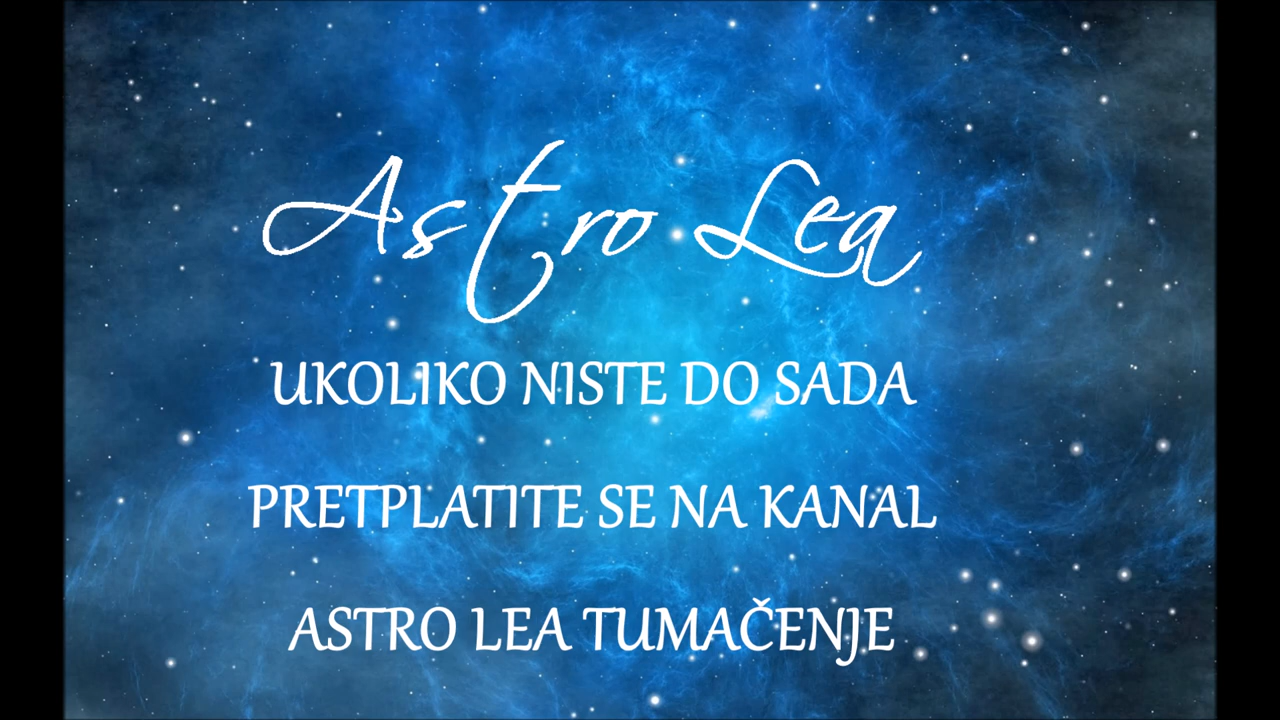 Astro Lea
UKOLIKO NISTE DO SADA
PRETPLATITE SE NA KANAL
ASTRO LEA TUMAČENJE